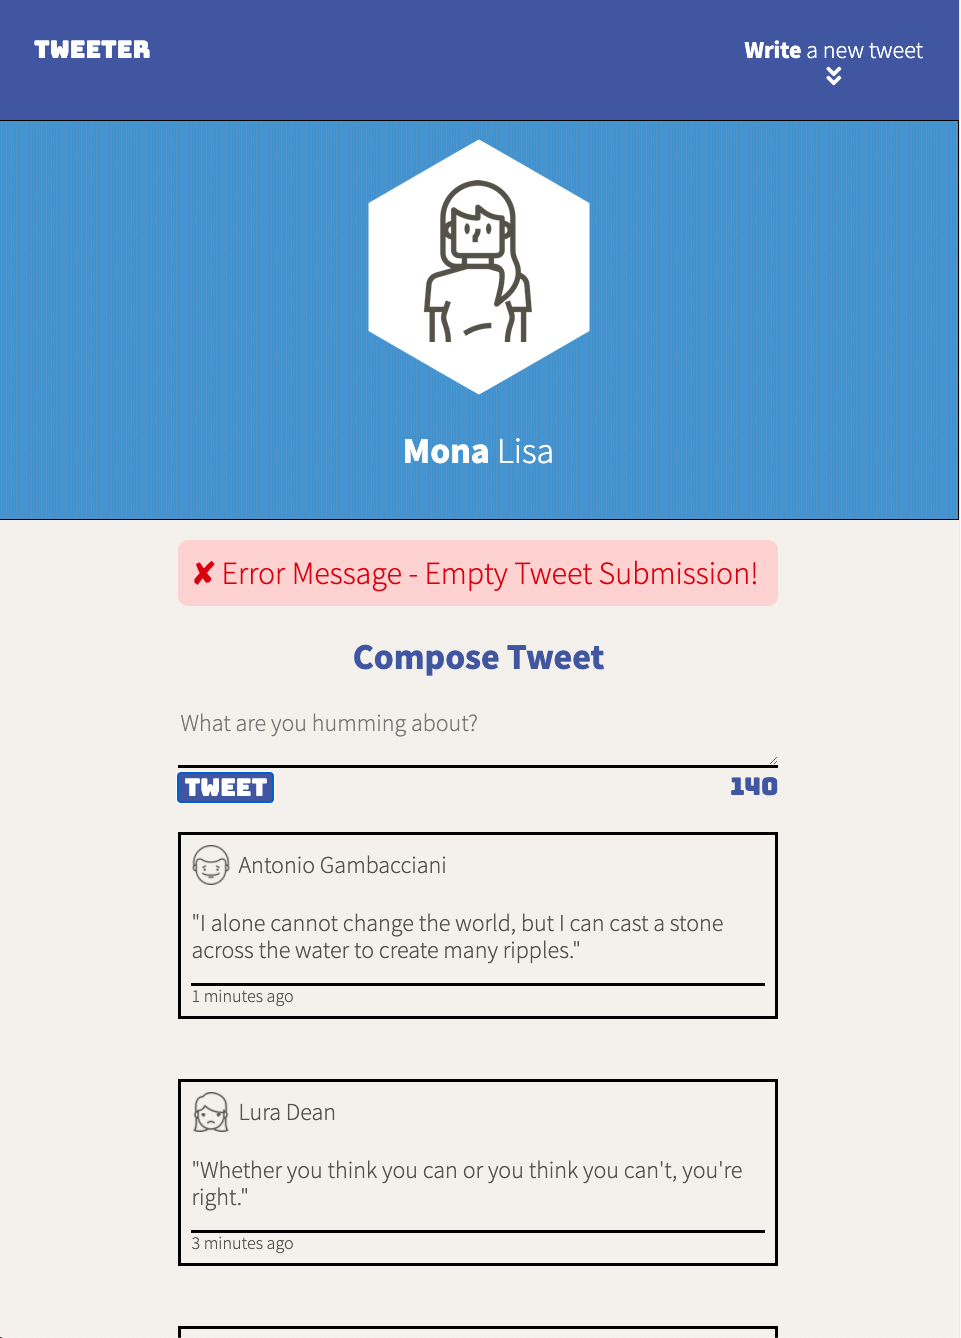 TWEETER
Write a new tweet
Mona Lisa
✘ Error Message - Empty Tweet Submission!
Compose Tweet
What are you humming about?
TWEET
140
Antonio Gambacciani
"I alone cannot change the world, but I can cast a stone
across the water to create many ripples."
1 minutes ago
Lura Dean
"Whether you think you can or you think you can't, you're
right."
3 minutes ago